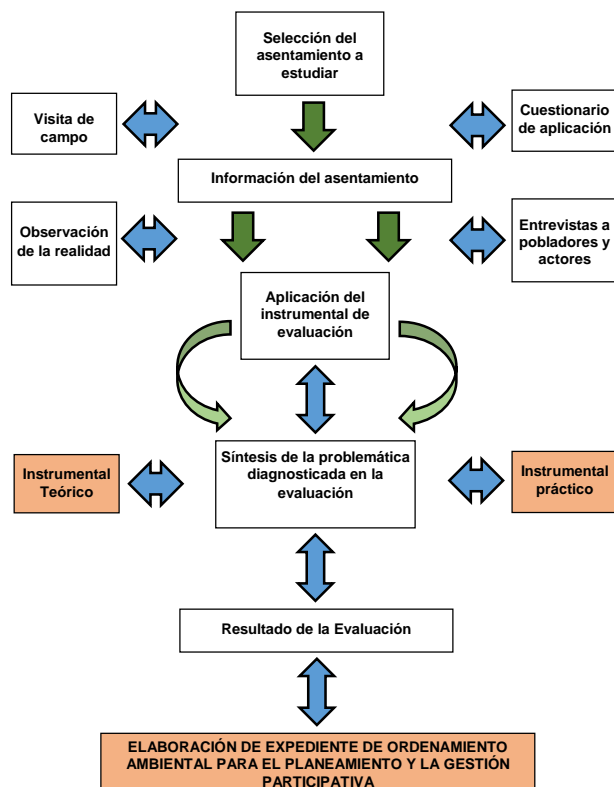 Selección del
asentamiento a
estudiar
Visita de
campo
Cuestionario
de aplicación
Información del asentamiento
Observación
de la realidad
Entrevistas a
pobladores y
actores
Aplicación del
instrumental de
evaluación
Síntesis de la problemática
diagnosticada en la
evaluación
Instrumental
Teórico
Instrumental
práctico
Resultado de la Evaluación
ELABORACIÓN DE EXPEDIENTE DE ORDENAMIENTO
AMBIENTAL PARA EL PLANEAMIENTO Y LA GESTIÓN
PARTICIPATIVA